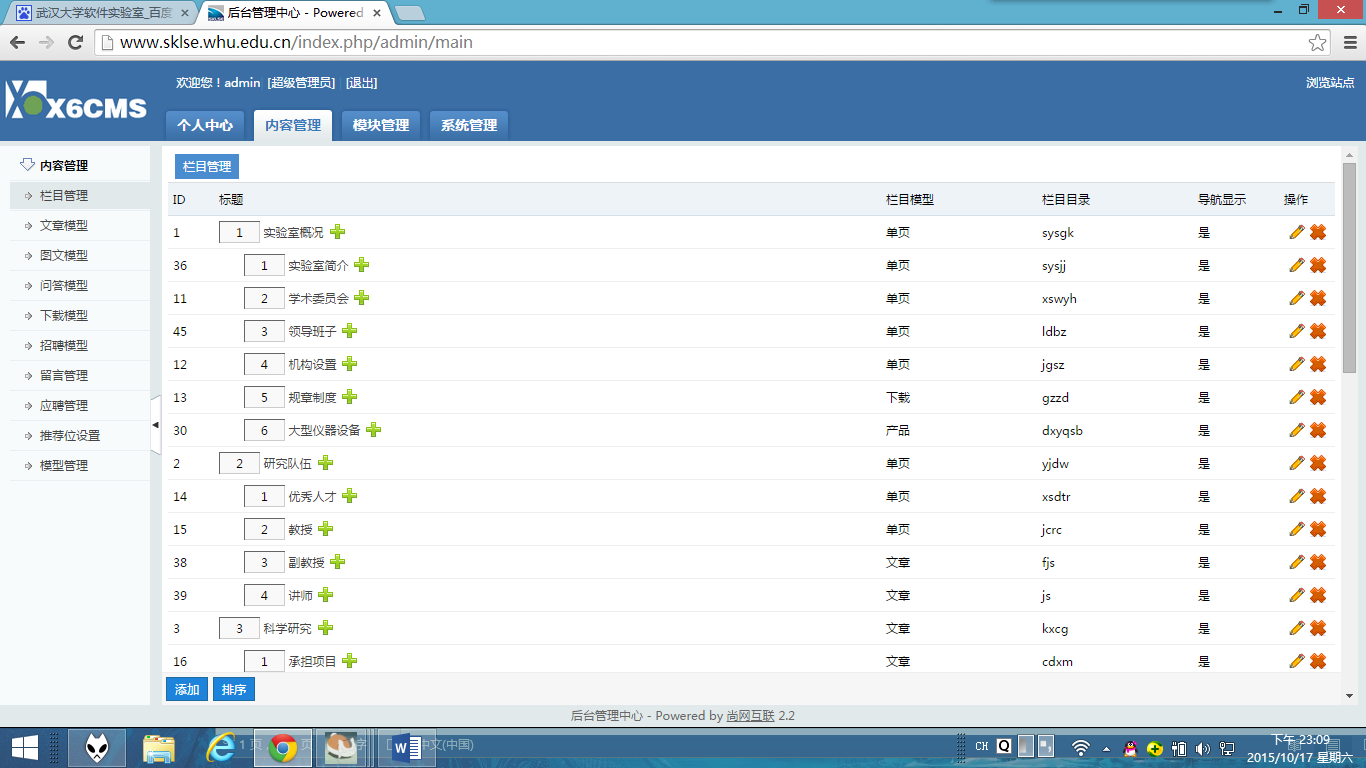 武汉大学软件实验室_百度
后台管理中心 - Powered
www.sklse.whu.edu.cn/index.php/admin/main
X6CMS
欢迎您！admin [超级管理员] [退出]
浏览站点
个人中心 内容管理 模块管理 系统管理
内容管理
栏目管理
文章模型
图文模型
问答模型
下载模型
招聘模型
留言管理
应聘管理
推荐位设置
模型管理
栏目管理
ID 标题 栏目模型 栏目目录 导航显示 操作
1 1 实验室概况 单页 sysgk 是
36 1 实验室简介 单页 sysjj 是
11 2 学术委员会 单页 xswyh 是
45 3 领导班子 单页 ldbz 是
12 4 机构设置 单页 jgsz 是
13 5 规章制度 下载 gzzd 是
30 6 大型仪器设备 产品 dxyqsb 是
2 2 研究队伍 单页 yjdw 是
14 1 优秀人才 单页 xsdtr 是
15 2 教授 单页 jcrc 是
38 3 副教授 文章 fjs 是
39 4 讲师 文章 js 是
3 3 科学研究 文章 kxcg 是
16 1 承担项目 文章 cdxm 是
添加 排序
后台管理中心 - Powered by 尚网互联 2.2
CH
下午 23:09
2015/10/17 星期六